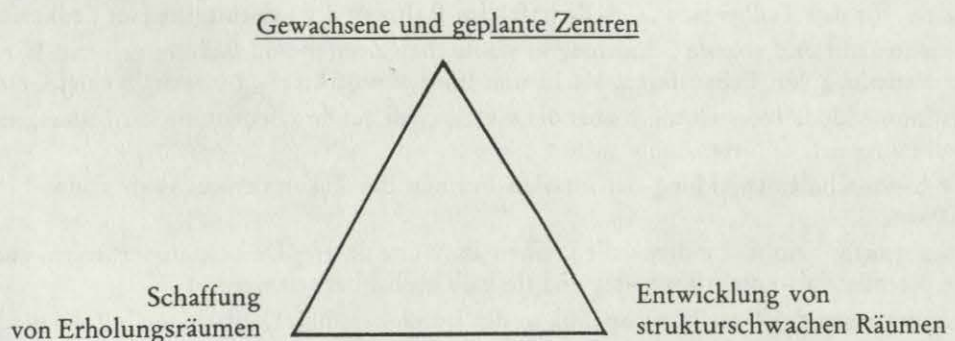 Gewachsene und geplante Zentren
Schaffung
von Erholungsräumen
Entwicklung von
strukturschwachen Räumen